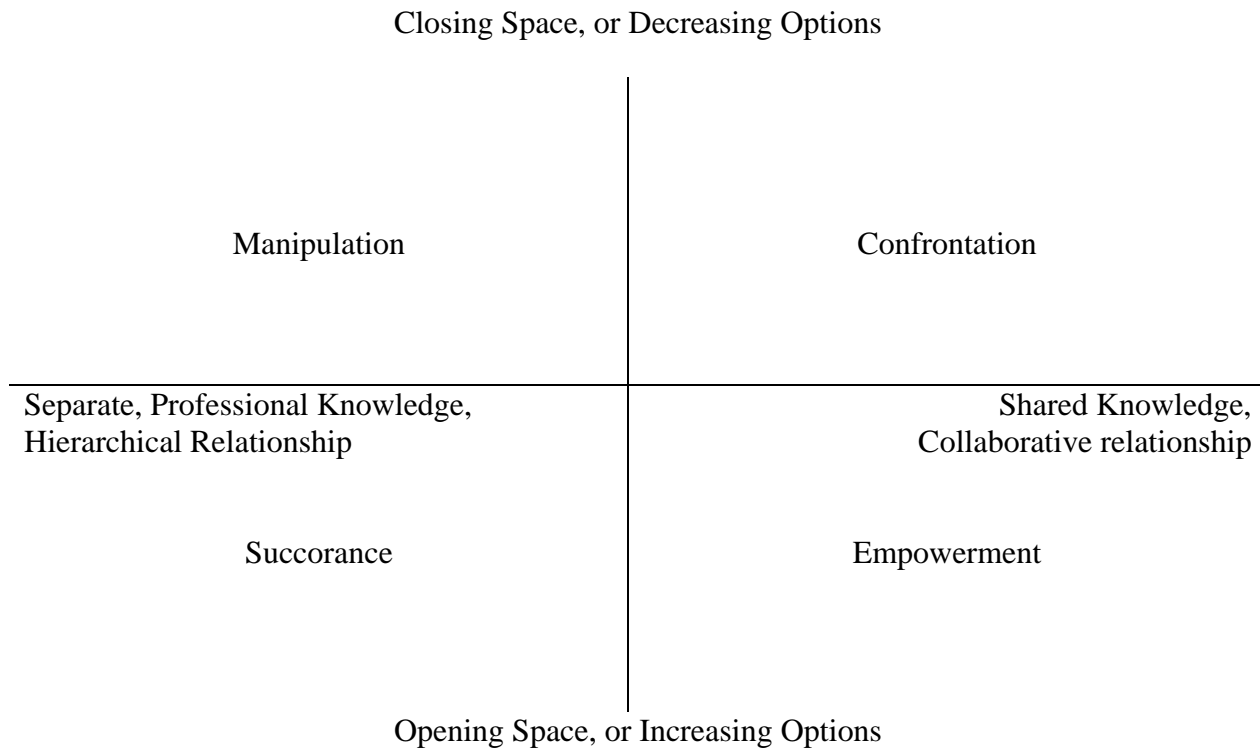 Closing Space, or Decreasing Options
Manipulation
Confrontation
Separate, Professional Knowledge,
Hierarchical Relationship
Shared Knowledge,
Collaborative relationship
Succorance
Empowerment
Opening Space, or Increasing Options